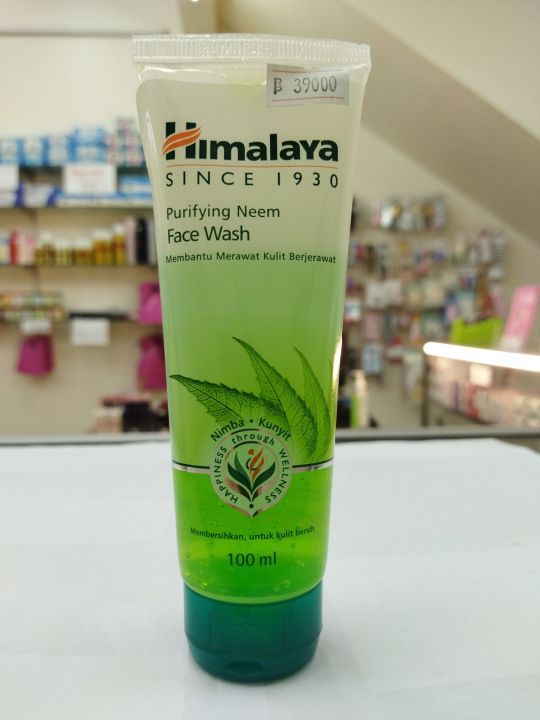 β 39000
Himalaya
SINCE 1930
Purifying Neem
Face Wash
Membantu Merawat Kulit Berjerawat
Nimba • Kunyit
HAPPINESS through WELLNESS
Membersihkan, untuk kulit bersih
100 ml